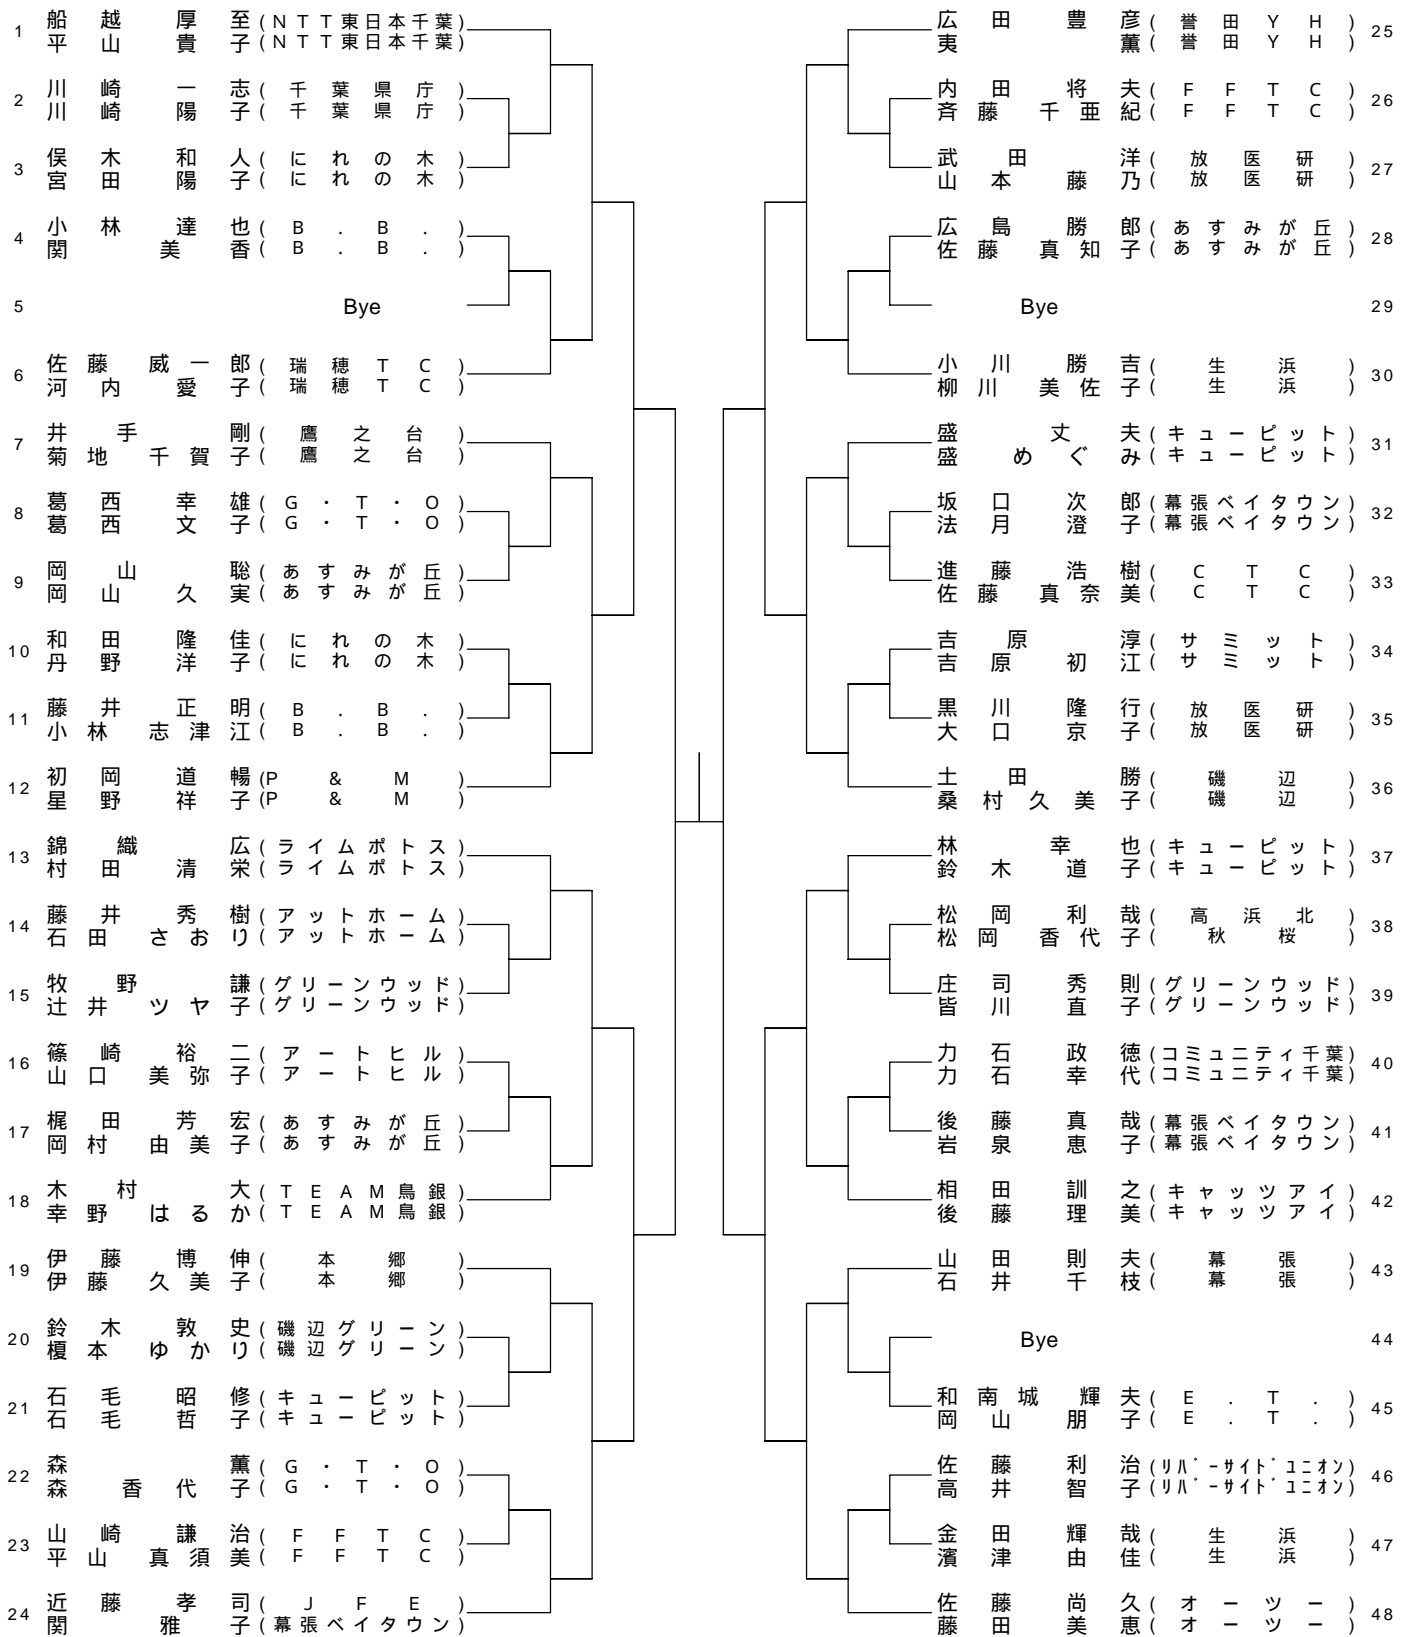 1 船越厚至(NTT東日本千葉)
平山貴子(NTT東日本千葉)
2 川崎一志(千葉県庁)
川崎陽子(千葉県庁)
3 俣木和人(にれの木)
宮田陽子(にれの木)
4 小林達也(B.B.)
関美香(B.B.)
5 Bye
6 佐藤威一郎(瑞穂TC)
河内愛子(瑞穂TC)
7 井手剛(鷹之台)
菊地千賀子(鷹之台)
8 葛西幸雄(G・T・O)
葛西文子(G・T・O)
9 岡山聡(あすみが丘)
岡山久実(あすみが丘)
10 和田隆佳(にれの木)
丹野洋子(にれの木)
11 藤井正明(B.B.)
小林志津江(B.B.)
12 初岡道暢(P&M)
星野祥子(P&M)
13 錦織広(ライムポトス)
村田清栄(ライムポトス)
14 藤井秀樹(アットホーム)
石田さおり(アットホーム)
15 牧野謙(グリーンウッド)
辻井ツヤ子(グリーンウッド)
16 篠崎裕二(アートヒル)
山口美弥子(アートヒル)
17 梶田芳宏(あすみが丘)
岡村由美子(あすみが丘)
18 木村大(TEAM鳥銀)
幸野はるか(TEAM鳥銀)
19 伊藤博伸(本郷)
伊藤久美子(本郷)
20 鈴木敦史(磯辺グリーン)
榎本ゆかり(磯辺グリーン)
21 石毛昭修(キューピット)
石毛哲子(キューピット)
22 森薫(G・T・O)
森香代子(G・T・O)
23 山崎謙治(FFTC)
平山真須美(FFTC)
24 近藤孝司(JFE)
関雅子(幕張ベイタウン)
広田豊彦(誉田YH) 25
夷薫(誉田YH)
内田将夫(FFTC) 26
斉藤千亜紀(FFTC)
武田洋(放医研) 27
山本藤乃(放医研)
広島勝郎(あすみが丘) 28
佐藤真知子(あすみが丘)
Bye 29
小川勝吉(生浜) 30
柳川美佐子(生浜)
盛丈夫(キューピット) 31
盛めぐみ(キューピット)
坂口次郎(幕張ベイタウン) 32
法月澄子(幕張ベイタウン)
進藤浩樹(CTC) 33
佐藤真奈美(CTC)
吉原淳(サミット) 34
吉原初江(サミット)
黒川隆行(放医研) 35
大口京子(放医研)
土田勝(磯辺) 36
桑村久美子(磯辺)
林幸也(キューピット) 37
鈴木道子(キューピット)
松岡利哉(高浜北) 38
松岡香代子(秋桜)
庄司秀則(グリーンウッド) 39
皆川直子(グリーンウッド)
力石政徳(コミュニティ千葉) 40
力石幸代(コミュニティ千葉)
後藤真哉(幕張ベイタウン) 41
岩泉恵子(幕張ベイタウン)
相田訓之(キャッツアイ) 42
後藤理美(キャッツアイ)
山田則夫(幕張) 43
石井千枝(幕張)
Bye 44
和南城輝夫(E.T.) 45
岡山朋子(E.T.)
佐藤利治(ﾘﾊﾞｰｻｲﾄﾞﾕﾆｵﾝ) 46
高井智子(ﾘﾊﾞｰｻｲﾄﾞﾕﾆｵﾝ)
金田輝哉(生浜) 47
濱津由佳(生浜)
佐藤尚久(オーツー) 48
藤田美恵(オーツー)